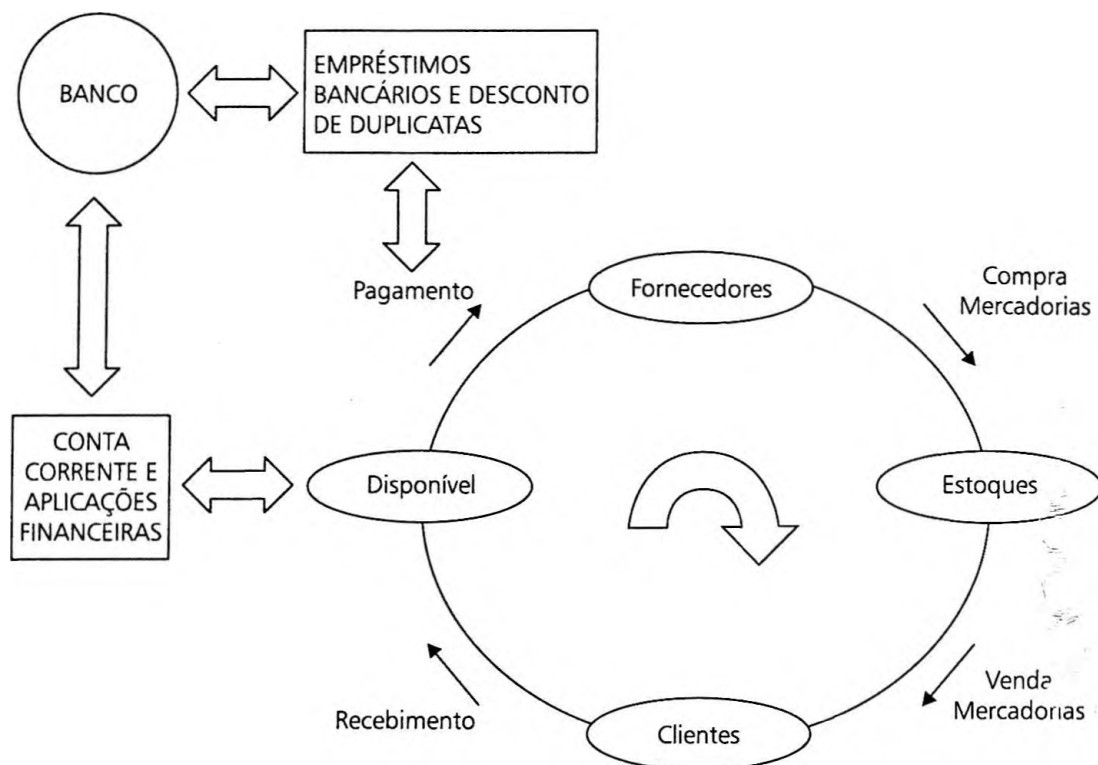 BANCO
EMPRÉSTIMOS
BANCÁRIOS E DESCONTO
DE DUPLICATAS
Pagamento
Fornecedores
Compra
Mercadorias
CONTA
CORRENTE E
APLICAÇÕES
FINANCEIRAS
Disponível
Estoques
Recebimento
Clientes
Venda
Mercadorias